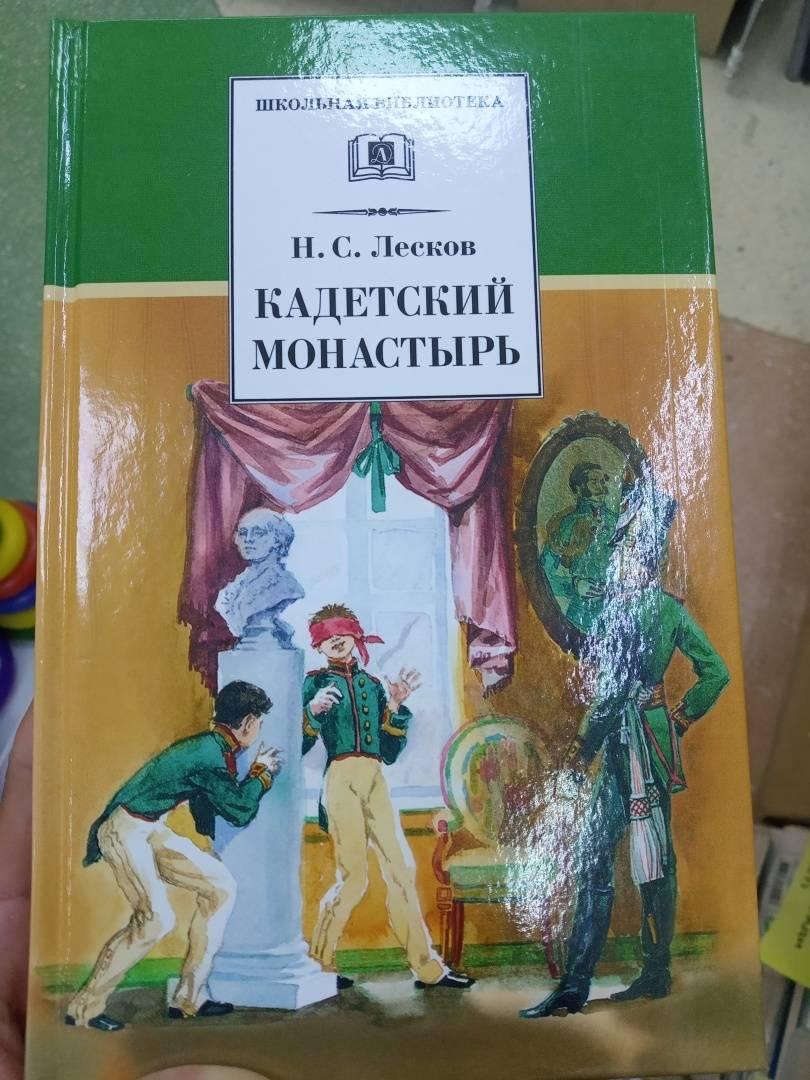 ШКОЛЬНАЯ БИБЛИОТЕКА
Д
Н. С. Лесков
КАДЕТСКИЙ
МОНАСТЫРЬ